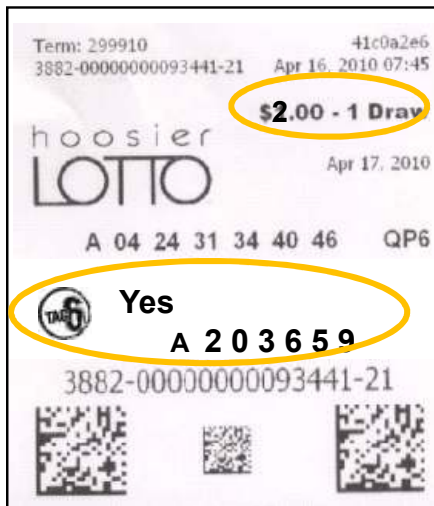 Term: 299910 41c0a2e6
3882-00000000093441-21 Apr 16, 2010 07:45
$2.00 - 1 Draw
hoosier
LOTTO
Apr 17, 2010
A 04 24 31 34 40 46 QP6
TAG6 Yes
A 2 0 3 6 5 9
3882-00000000093441-21